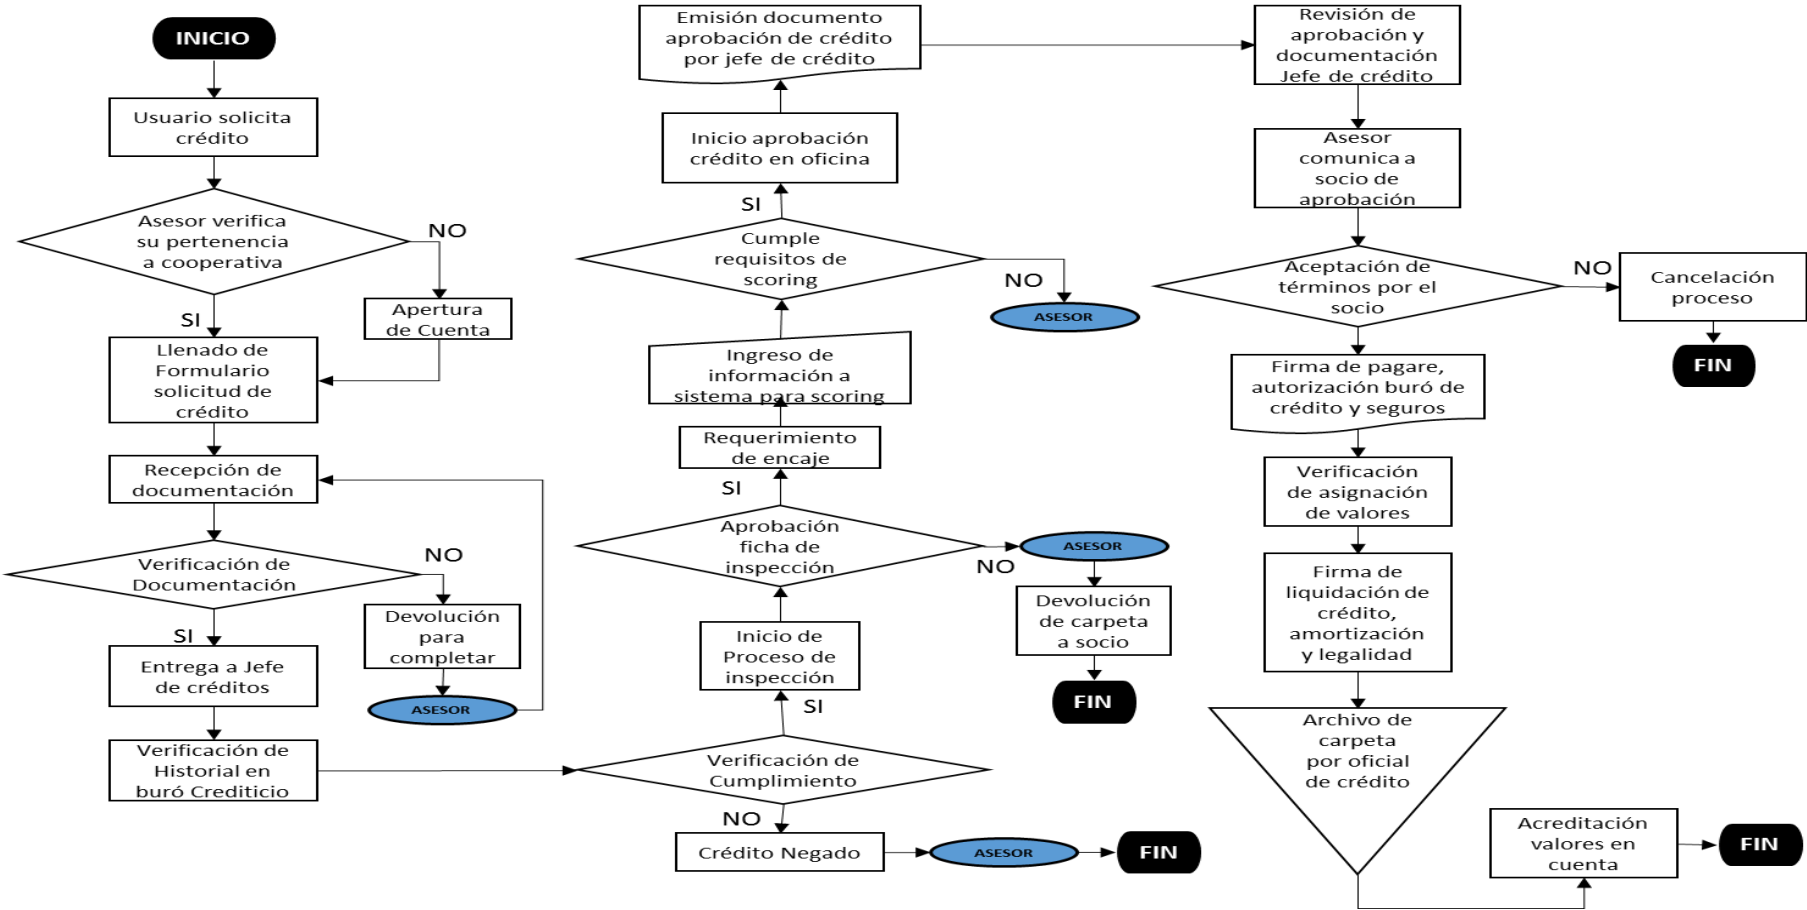 INICIO
Usuario solicita
crédito
Asesor verifica
su pertenencia
a cooperativa
NO
Apertura
de Cuenta
SI
Llenado de
Formulario
solicitud de
crédito
Recepción de
documentación
Verificación de
Documentación
NO
Devolución
para
completar
ASESOR
SI
Entrega a Jefe
de créditos
Verificación de
Historial en
buró Crediticio
Verificación de
Cumplimiento
NO
Crédito Negado
ASESOR
FIN
SI
Inicio de
Proceso de
inspección
Aprobación
ficha de
inspección
NO
ASESOR
Devolución
de carpeta
a socio
FIN
SI
Requerimiento
de encaje
Ingreso de
información a
sistema para scoring
Cumple
requisitos de
scoring
NO
ASESOR
SI
Inicio aprobación
crédito en oficina
Emisión documento
aprobación de crédito
por jefe de crédito
Revisión de
aprobación y
documentación
Jefe de crédito
Asesor
comunica a
socio de
aprobación
Aceptación de
términos por el
socio
NO
Cancelación
proceso
FIN
Firma de pagare,
autorización buró de
crédito y seguros
Verificación
de asignación
de valores
Firma de
liquidación de
crédito,
amortización
y legalidad
Archivo de
carpeta
por oficial
de crédito
Acreditación
valores en
cuenta
FIN